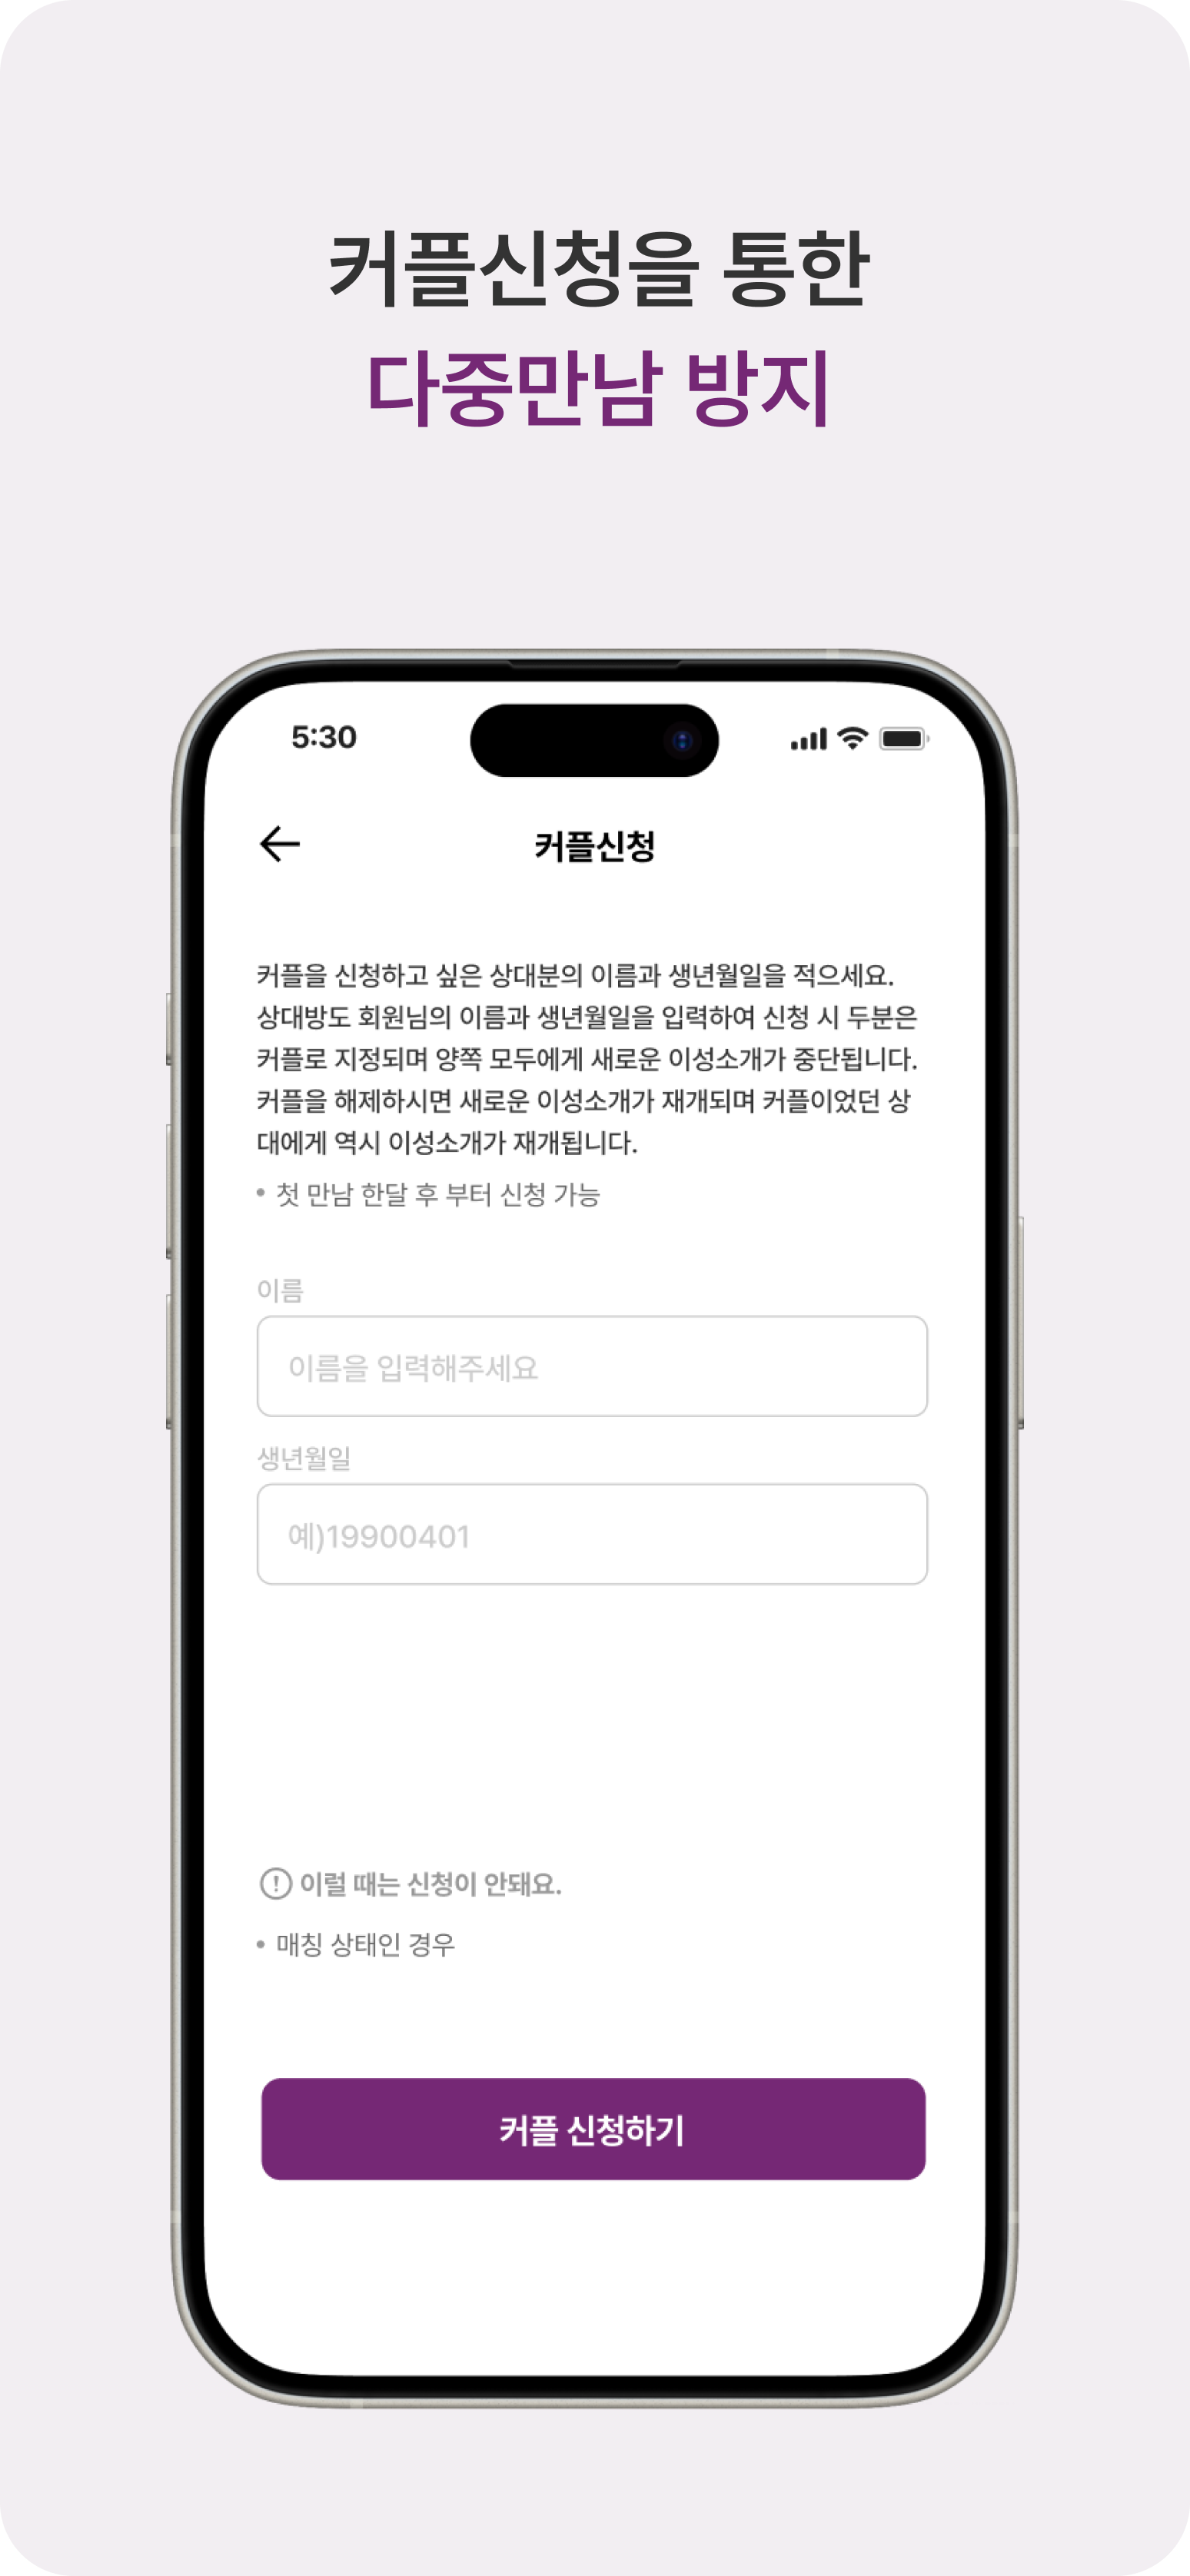 커플신청을 통한
다중만남 방지
5:30
커플신청
커플을 신청하고 싶은 상대분의 이름과 생년월일을 적으세요.
상대방도 회원님의 이름과 생년월일을 입력하여 신청 시 두분은
커플로 지정되며 양쪽 모두에게 새로운 이성소개가 중단됩니다.
커플을 해제하시면 새로운 이성소개가 재개되며 커플이었던 상
대에게 역시 이성소개가 재개됩니다.
• 첫 만남 한달 후 부터 신청 가능
이름
이름을 입력해주세요
생년월일
예)19900401
이럴 때는 신청이 안돼요.
• 매칭 상태인 경우
커플 신청하기